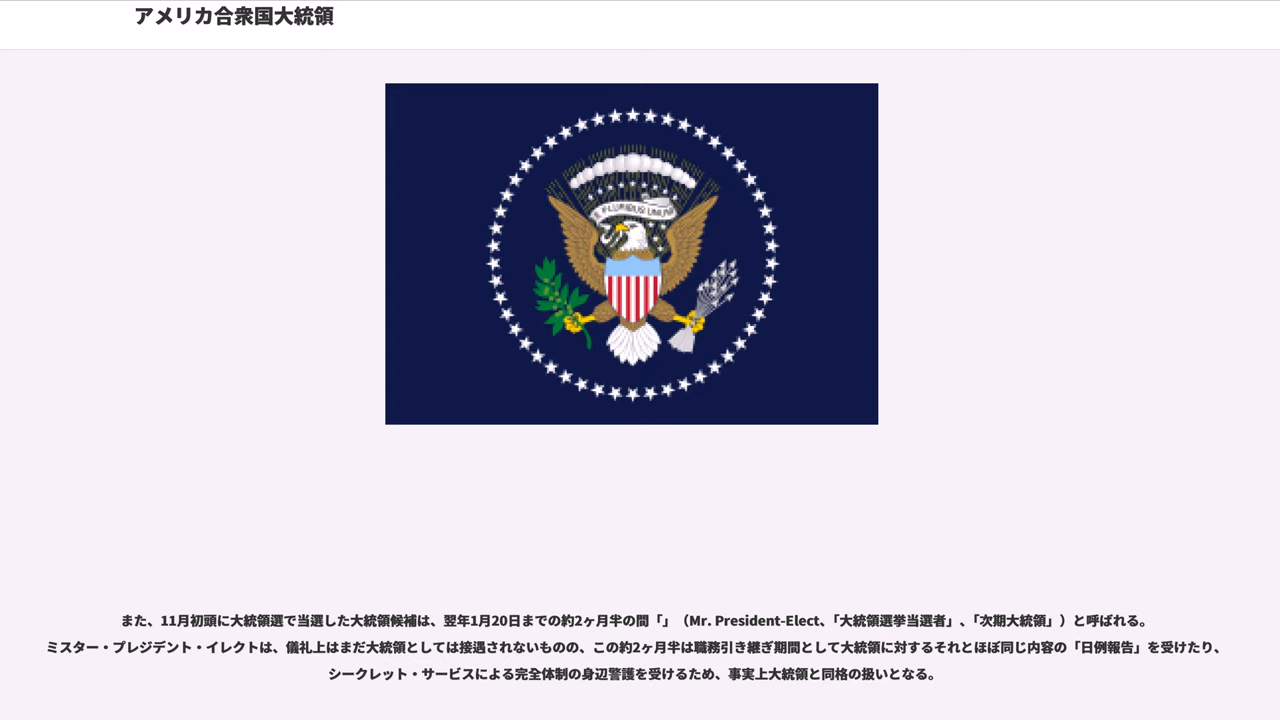 アメリカ合衆国大統領
E PLURIBUS UNUM
また、11月初頭に大統領選で当選した大統領候補は、翌年1月20日までの約2ヶ月半の間「」（Mr. President-Elect、「大統領選挙当選者」、「次期大統領」）と呼ばれる。
ミスター・プレジデント・イレクトは、儀礼上はまだ大統領としては接遇されないものの、この約2ヶ月半は職務引き継ぎ期間として大統領に対するそれとほぼ同じ内容の「日例報告」を受けたり、
シークレット・サービスによる完全体制の身辺警護を受けるため、事実上大統領と同格の扱いとなる。